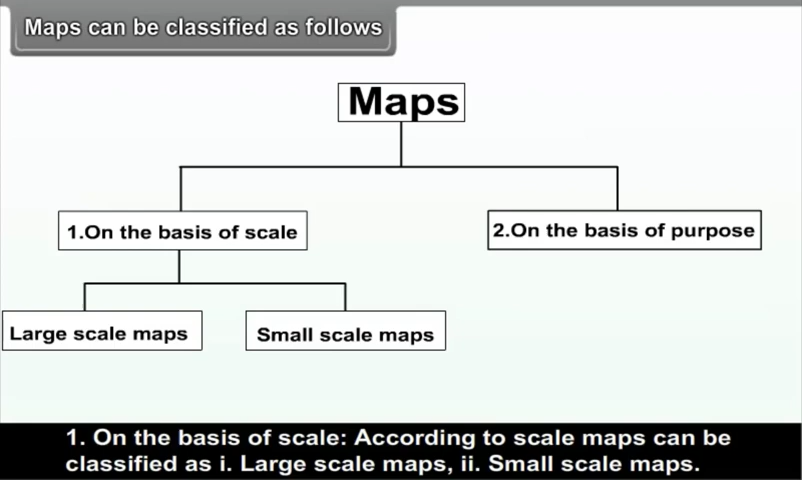 Maps can be classified as follows
Maps
1.On the basis of scale
2.On the basis of purpose
Large scale maps
Small scale maps
1. On the basis of scale: According to scale maps can be
classified as i. Large scale maps, ii. Small scale maps.